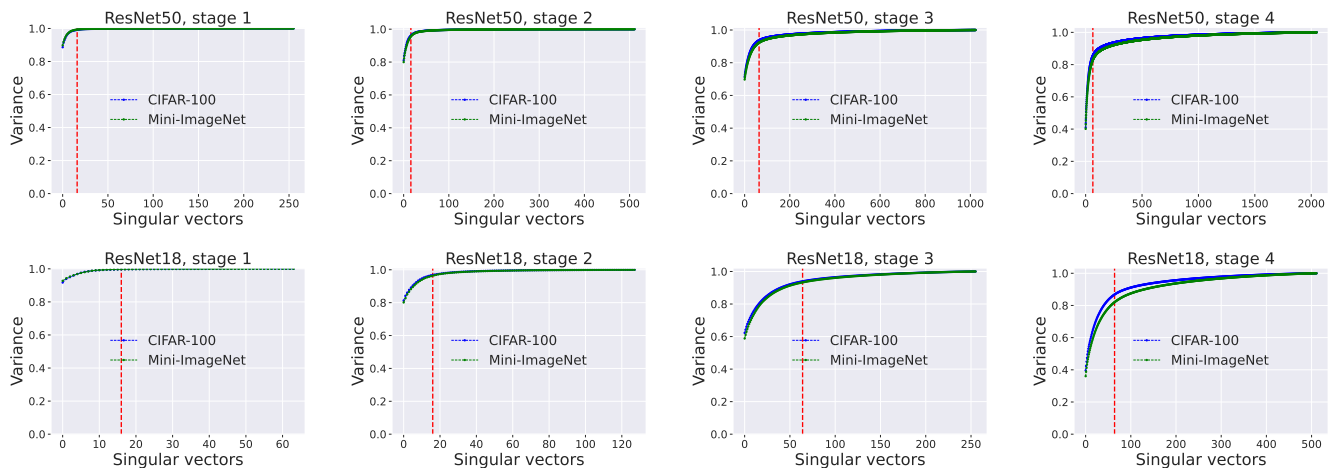 ResNet50, stage 1
1.0
0.8
0.6
0.4
0.2
0.0
Variance
CIFAR-100
Mini-ImageNet
0 50 100 150 200 250
Singular vectors
ResNet50, stage 2
1.0
0.8
0.6
0.4
0.2
0.0
Variance
CIFAR-100
Mini-ImageNet
0 100 200 300 400 500
Singular vectors
ResNet50, stage 3
1.0
0.8
0.6
0.4
0.2
0.0
Variance
CIFAR-100
Mini-ImageNet
0 200 400 600 800 1000
Singular vectors
ResNet50, stage 4
1.0
0.8
0.6
0.4
0.2
0.0
Variance
CIFAR-100
Mini-ImageNet
0 500 1000 1500 2000
Singular vectors
ResNet18, stage 1
1.0
0.8
0.6
0.4
0.2
0.0
Variance
CIFAR-100
Mini-ImageNet
0 10 20 30 40 50 60
Singular vectors
ResNet18, stage 2
1.0
0.8
0.6
0.4
0.2
0.0
Variance
CIFAR-100
Mini-ImageNet
0 20 40 60 80 100 120
Singular vectors
ResNet18, stage 3
1.0
0.8
0.6
0.4
0.2
0.0
Variance
CIFAR-100
Mini-ImageNet
0 50 100 150 200 250
Singular vectors
ResNet18, stage 4
1.0
0.8
0.6
0.4
0.2
0.0
Variance
CIFAR-100
Mini-ImageNet
0 100 200 300 400 500
Singular vectors